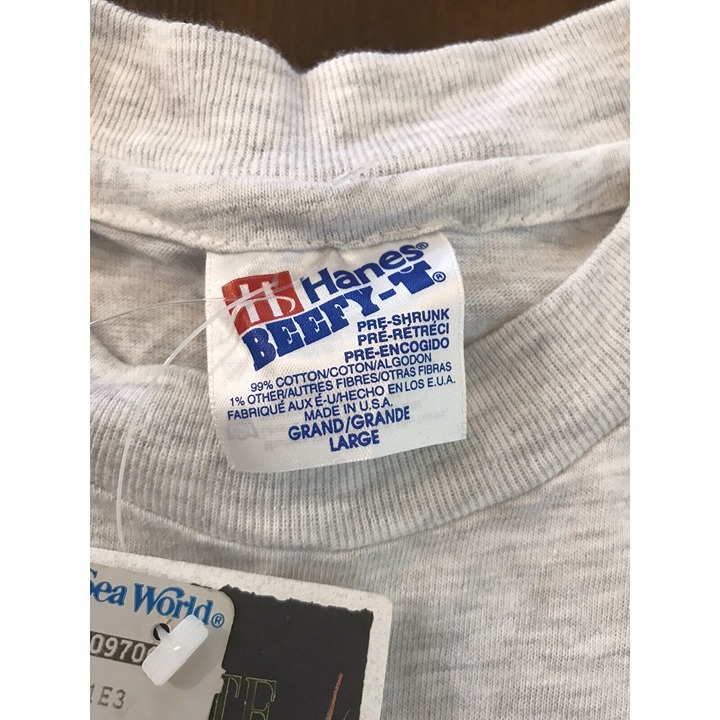 H Hanes®
BEEFY-T®
PRE-SHRUNK
PRÉ-RÉTRÉCI
PRE-ENCOGIDO
99% COTTON/COTON/ALGODON
1% OTHER/AUTRES FIBRES/OTRAS FIBRAS
FABRIQUÉ AUX É-U/HECHO EN LOS E.U.A.
MADE IN U.S.A.
GRAND/GRANDE
LARGE
Sea World®
1E3